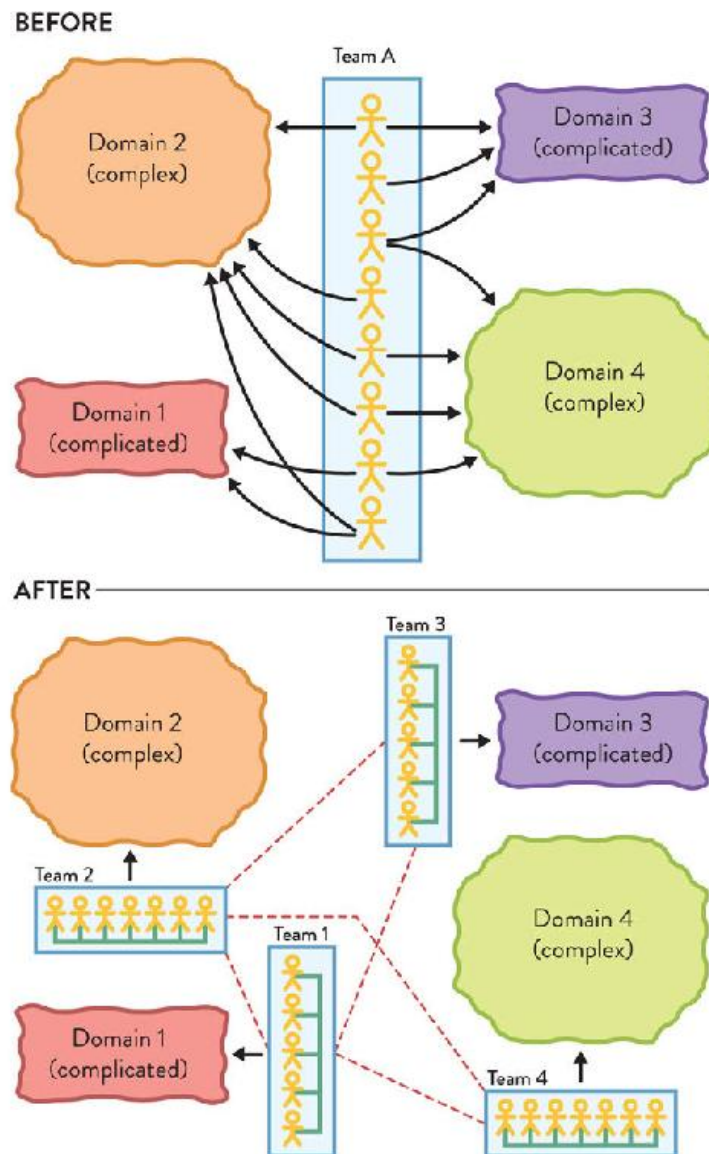 BEFORE
Team A
Domain 2
(complex)
Domain 3
(complicated)
Domain 1
(complicated)
Domain 4
(complex)
AFTER
Team 3
Domain 2
(complex)
Domain 3
(complicated)
Team 2
Team 1
Domain 4
(complex)
Domain 1
(complicated)
Team 4